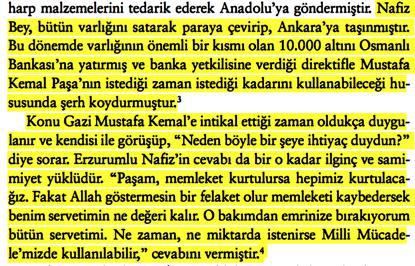 harp malzemelerini tedarik ederek Anadolu'ya göndermiştir. Nafiz
Bey, bütün varlığını satarak paraya çevirip, Ankara'ya taşınmıştır.
Bu dönemde varlığının önemli bir kısmı olan 10.000 altını Osmanlı
Bankası'na yatırmış ve banka yetkilisine verdiği direktifle Mustafa
Kemal Paşa'nın istediği zaman istediği kadarını kullanabileceği hu-
susunda şerh koydurmuştur.³
Konu Gazi Mustafa Kemal'e intikal ettiği zaman oldukça duygu-
lanır ve kendisi ile görüşüp, “Neden böyle bir şeye ihtiyaç duydun?”
diye sorar. Erzurumlu Nafiz'in cevabı da bir o kadar ilginç ve sami-
miyet yüklüdür. “Paşam, memleket kurtulursa hepimiz kurtulaca-
ğız. Fakat Allah göstermesin bir felaket olur memleketi kaybedersek
benim servetimin ne değeri kalır. O bakımdan emrinize bırakıyorum
bütün servetimi. Ne zaman, ne miktarda istenirse Milli Mücade-
le'mizde kullanılabilir,” cevabını vermiştir.⁴